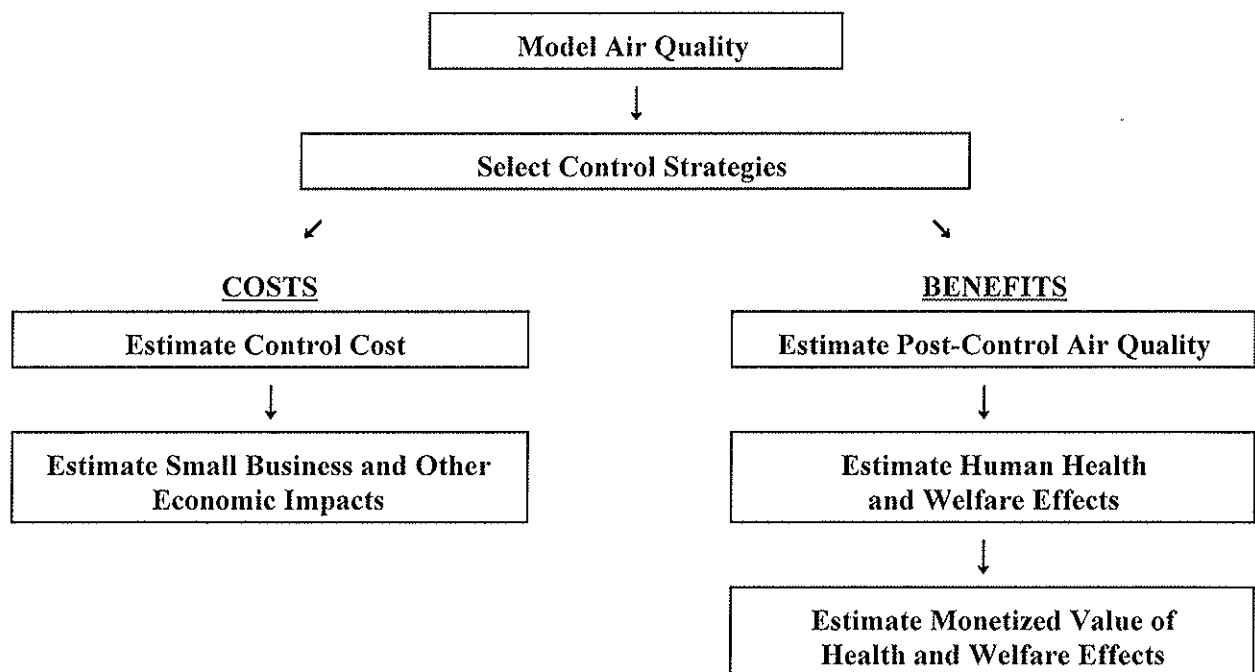 Model Air Quality
Select Control Strategies
COSTS
Estimate Control Cost
Estimate Small Business and Other
Economic Impacts
BENEFITS
Estimate Post-Control Air Quality
Estimate Human Health
and Welfare Effects
Estimate Monetized Value of
Health and Welfare Effects